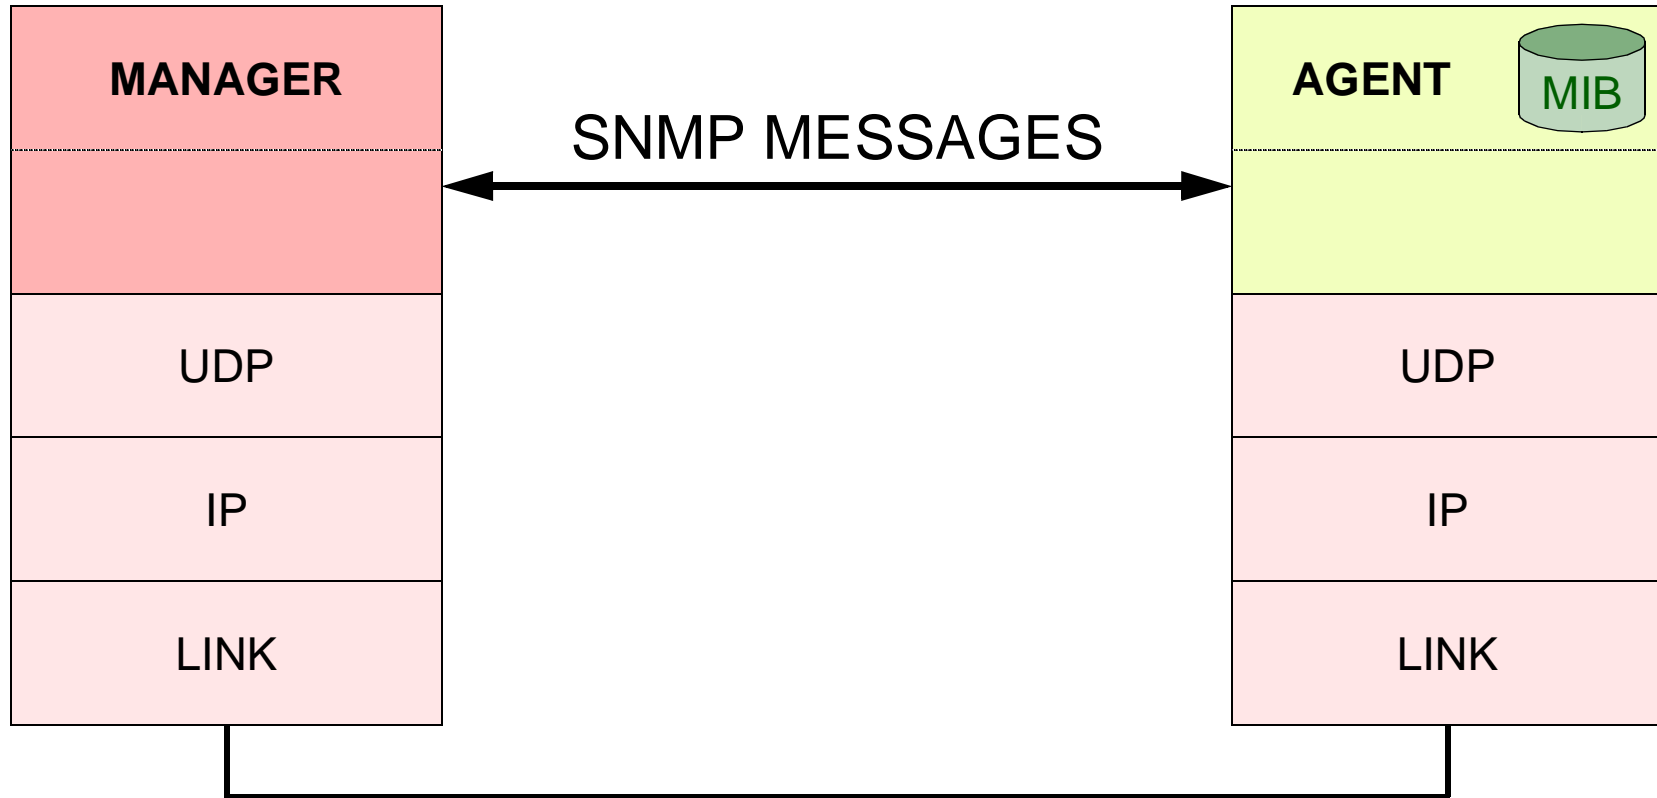 MANAGER
AGENT
MIB
SNMP MESSAGES
UDP
UDP
IP
IP
LINK
LINK